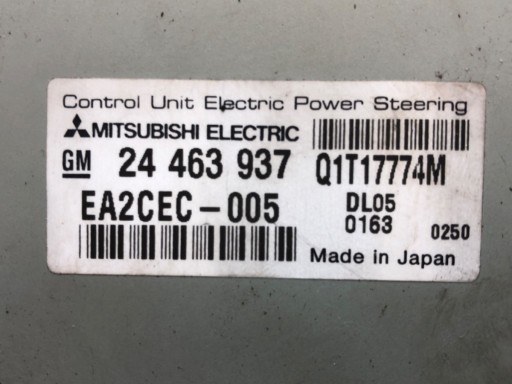 Control Unit Electric Power Steering
MITSUBISHI ELECTRIC
GM 24 463 937 Q1T17774M
EA2CEC-005 DL05
0163 0250
Made in Japan